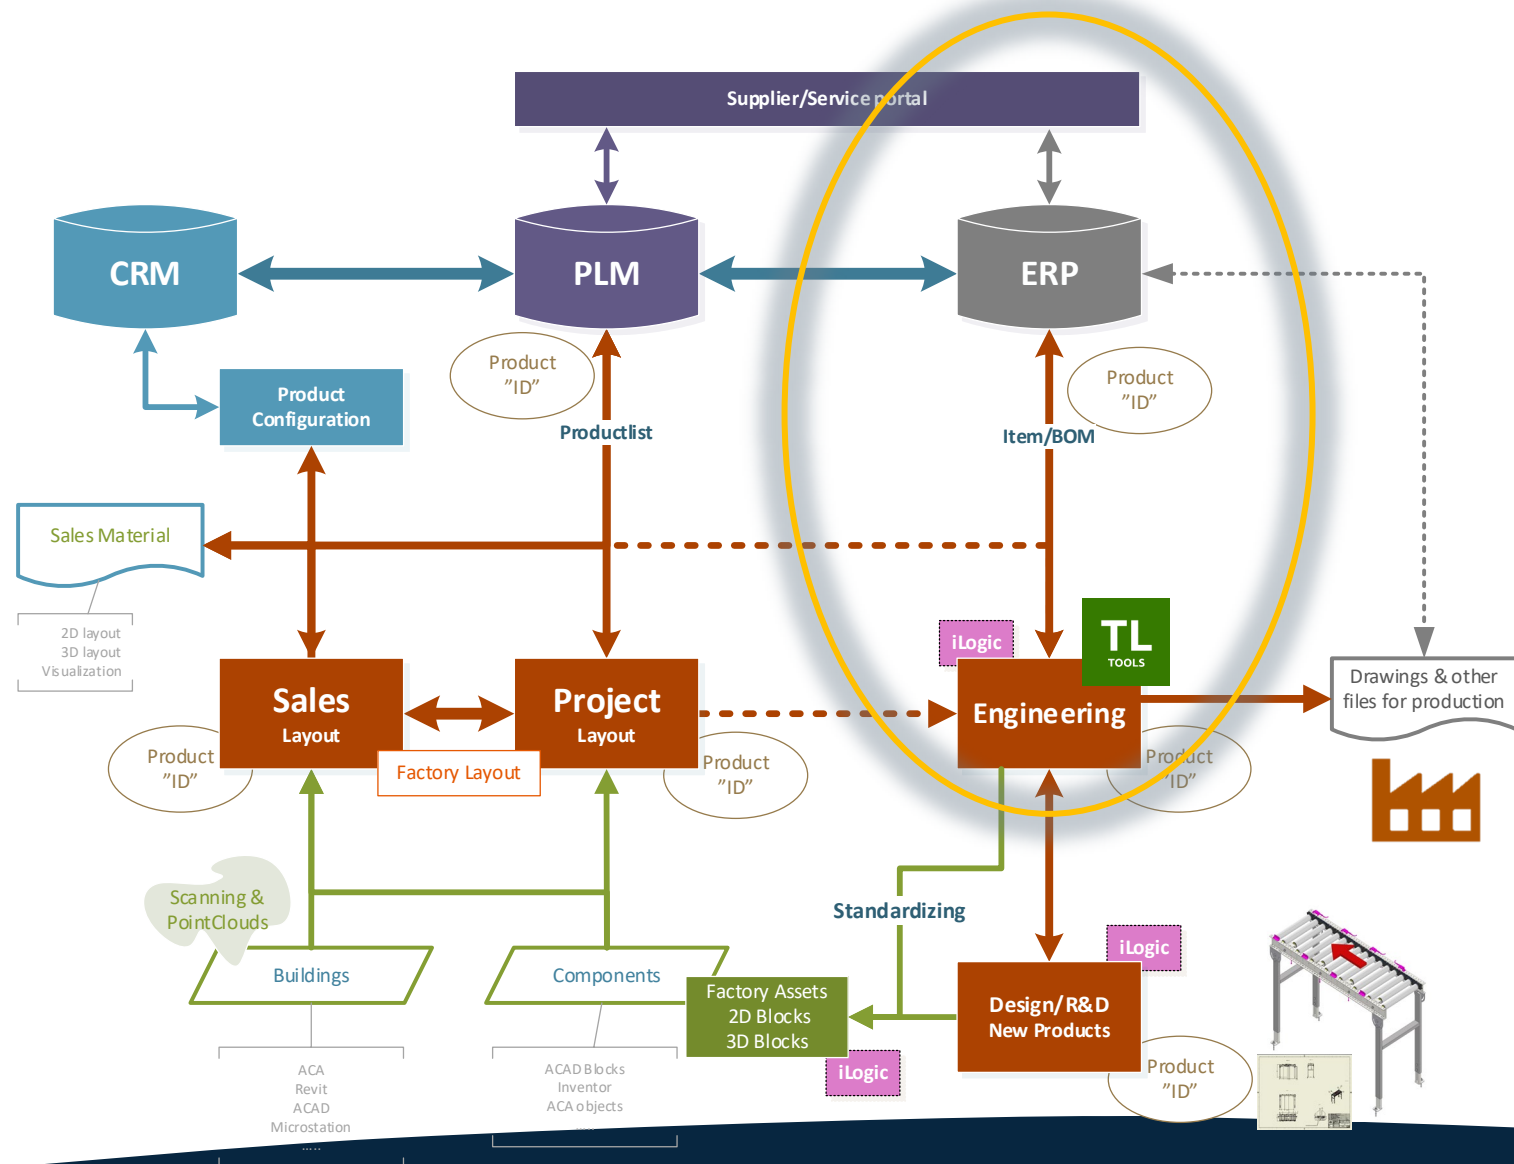 Supplier/Service portal
CRM
PLM
ERP
Product
"ID"
Product
"ID"
Product
Configuration
Productlist
Item/BOM
Sales Material
2D layout
3D layout
Visualization
iLogic
TL
TOOLS
Sales
Layout
Project
Layout
Engineering
Drawings & other
files for production
Product
"ID"
Factory Layout
Product
"ID"
Product
"ID"
Scanning &
PointClouds
Standardizing
iLogic
Buildings
Components
Factory Assets
2D Blocks
3D Blocks
Design/R&D
New Products
iLogic
Product
"ID"
ACA
Revit
ACAD
Microstation
.....
ACAD Blocks
Inventor
ACA objects
.....